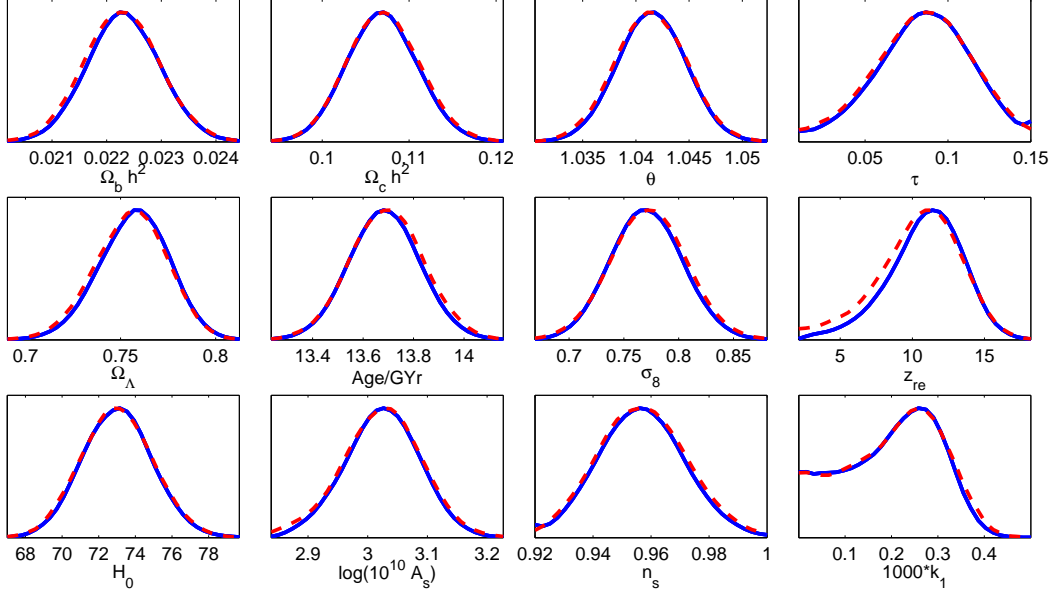 0.021 0.022 0.023 0.024 0.1 0.11 0.12 1.035 1.04 1.045 1.05 0.05 0.1 0.15
Ω_b h^2 Ω_c h^2 θ τ
0.7 0.75 0.8 13.4 13.6 13.8 14 0.7 0.75 0.8 0.85 5 10 15
Ω_Λ Age/GYr σ_8 z_re
68 70 72 74 76 78 2.9 3 3.1 3.2 0.92 0.94 0.96 0.98 1 0.1 0.2 0.3 0.4
H_0 log(10^10 A_s) n_s 1000*k_1